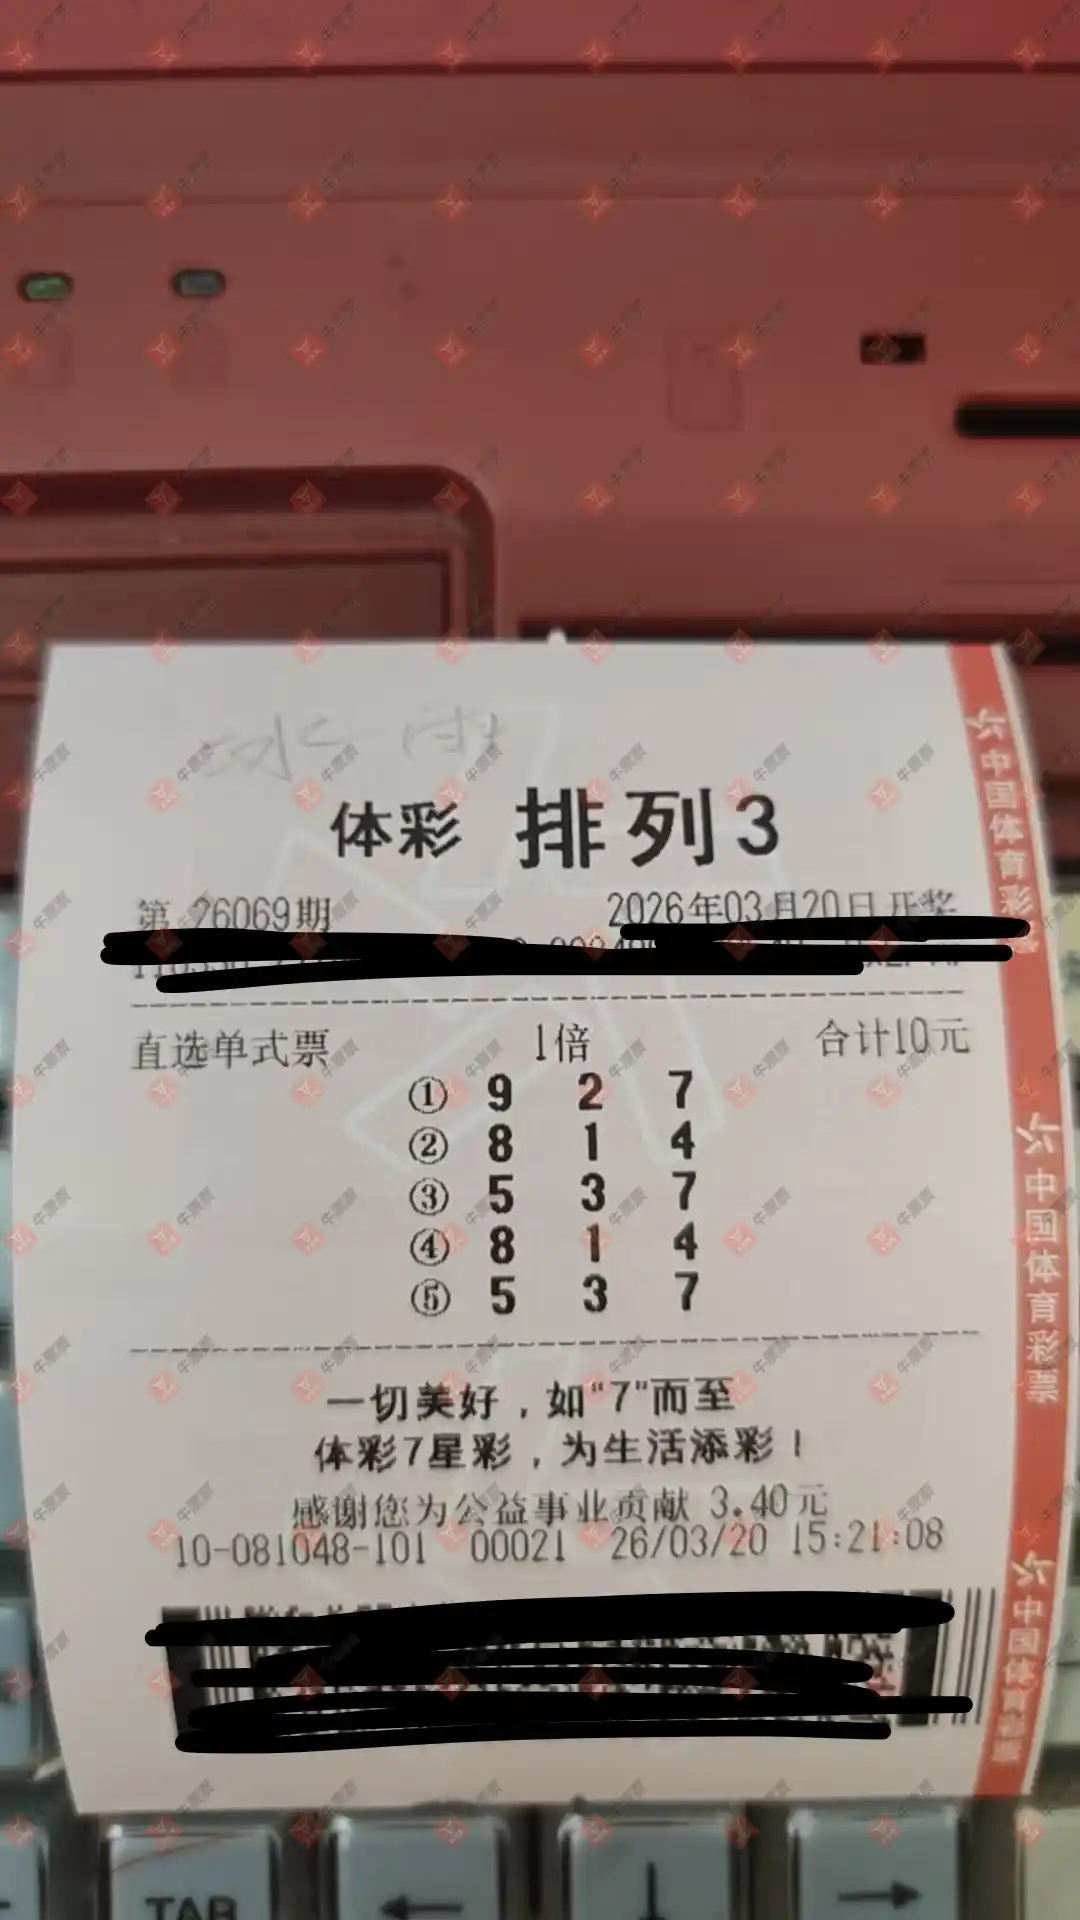 冰雨
体彩 排列3
第 26069期 2026年03月20日开奖
直选单式票 1倍 合计10元
① 9 2 7
② 8 1 4
③ 5 3 7
④ 8 1 4
⑤ 5 3 7
一切美好，如“7”而至
体彩7星彩，为生活添彩！
感谢您为公益事业贡献 3.40元
10-081048-101 00021 26/03/20 15:21:08
中国体育彩票
中国体育彩票
中国体育彩票
TAB
牛票票